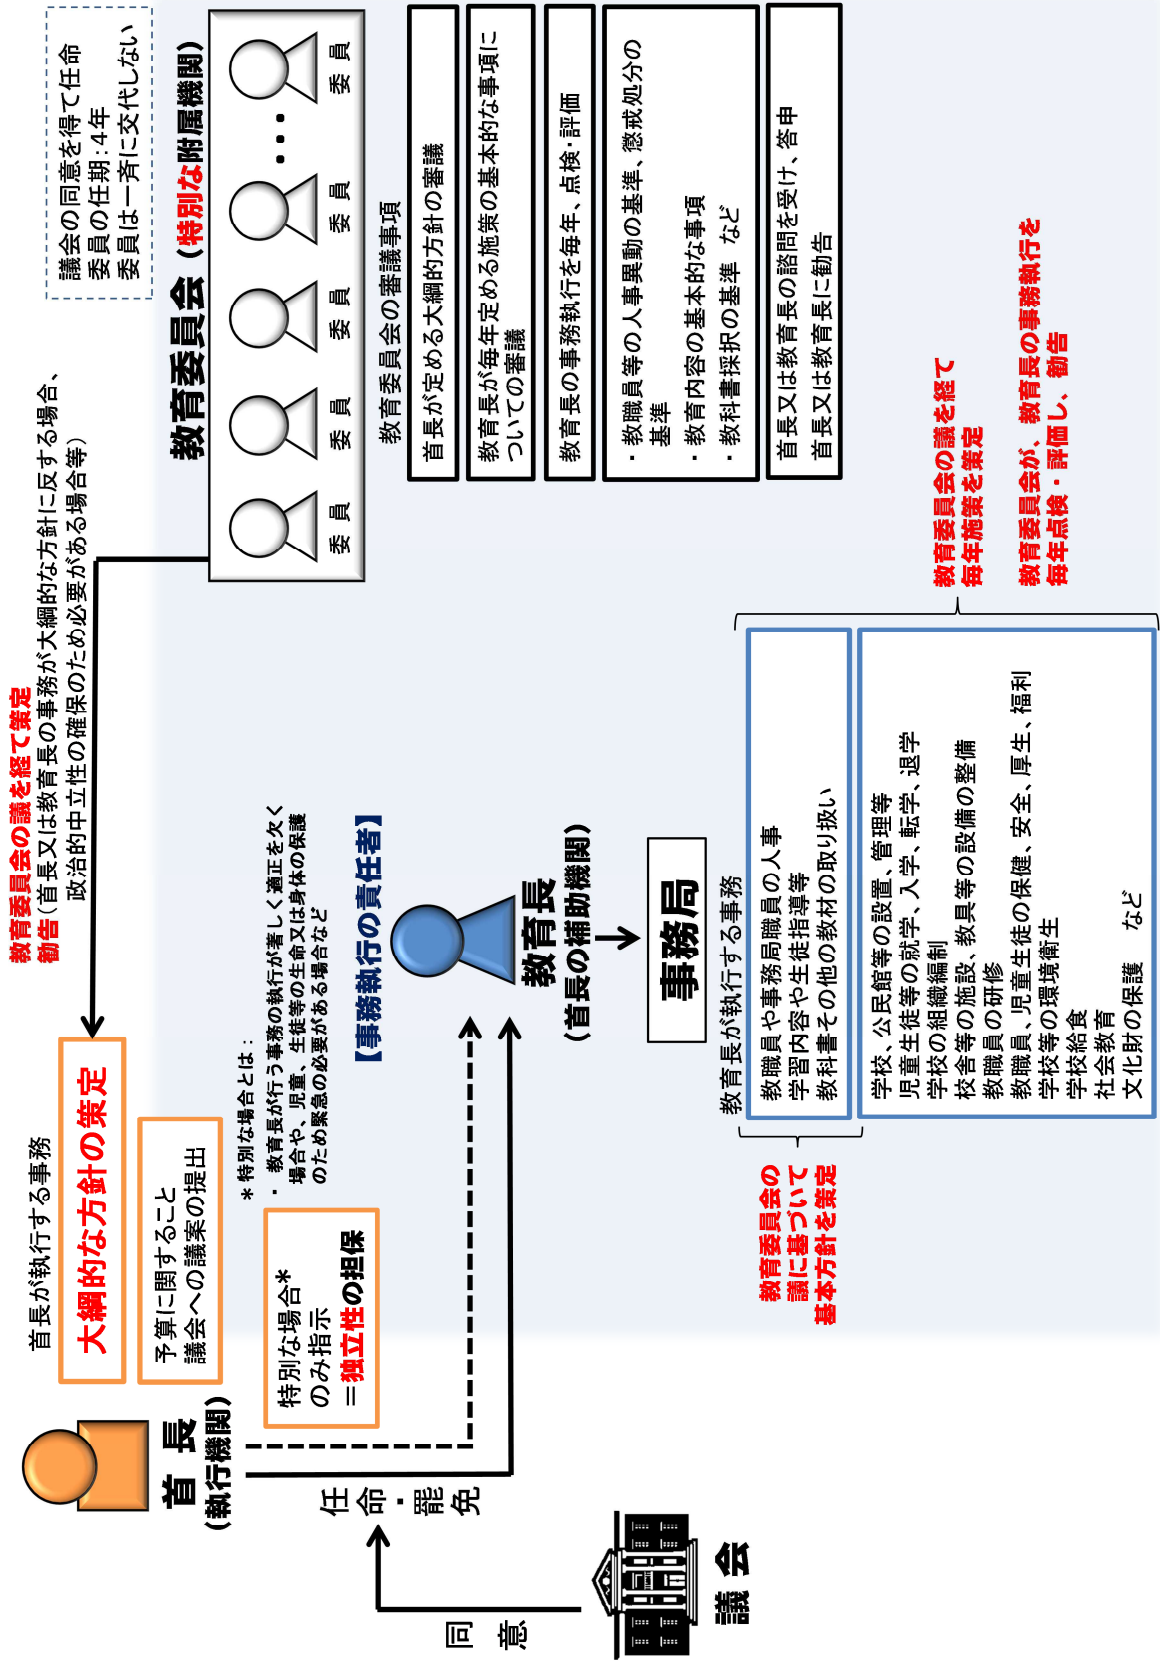 教育委員会の議を経て策定
勧告（首長又は教育長の事務が大綱的な方針に反する場合、
政治的中立性の確保のため必要がある場合等）
議会の同意を得て任命
委員の任期：４年
委員は一斉に交代しない
首長が執行する事務
大綱的な方針の策定
予算に関すること
議会への議案の提出
首 長
（執行機関）
教育委員会（特別な附属機関）
委員
委員
委員
委員
・・・・
委員
＊特別な場合とは：
・ 教育長が行う事務の執行が著しく適正を欠く
場合や、児童、生徒等の生命又は身体の保護
のため緊急の必要がある場合など
特別な場合＊
のみ指示
＝独立性の担保
【事務執行の責任者】
教育長
（首長の補助機関）
任命・罷免
同 意
議 会
事務局
教育委員会の審議事項
首長が定める大綱的方針の審議
教育長が毎年定める施策の基本的な事項に
ついての審議
教育長の事務執行を毎年、点検・評価
・ 教職員等の人事異動の基準、懲戒処分の
基準
・ 教育内容の基本的な事項
・ 教科書採択の基準 など
首長又は教育長の諮問を受け、答申
首長又は教育長に勧告
教育長が執行する事務
教職員や事務局職員の人事
学習内容や生徒指導等
教科書その他の教材の取り扱い
教育委員会の
議に基づいて
基本方針を策定
学校、公民館等の設置、管理等
児童生徒等の就学、入学、転学、退学
学校の組織編制
校舎等の施設、教具等の設備の整備
教職員の研修
教職員、児童生徒の保健、安全、厚生、福利
学校等の環境衛生
学校給食
社会教育
文化財の保護 など
教育委員会の議を経て
毎年施策を策定
教育委員会が、教育長の事務執行を
毎年点検・評価し、勧告